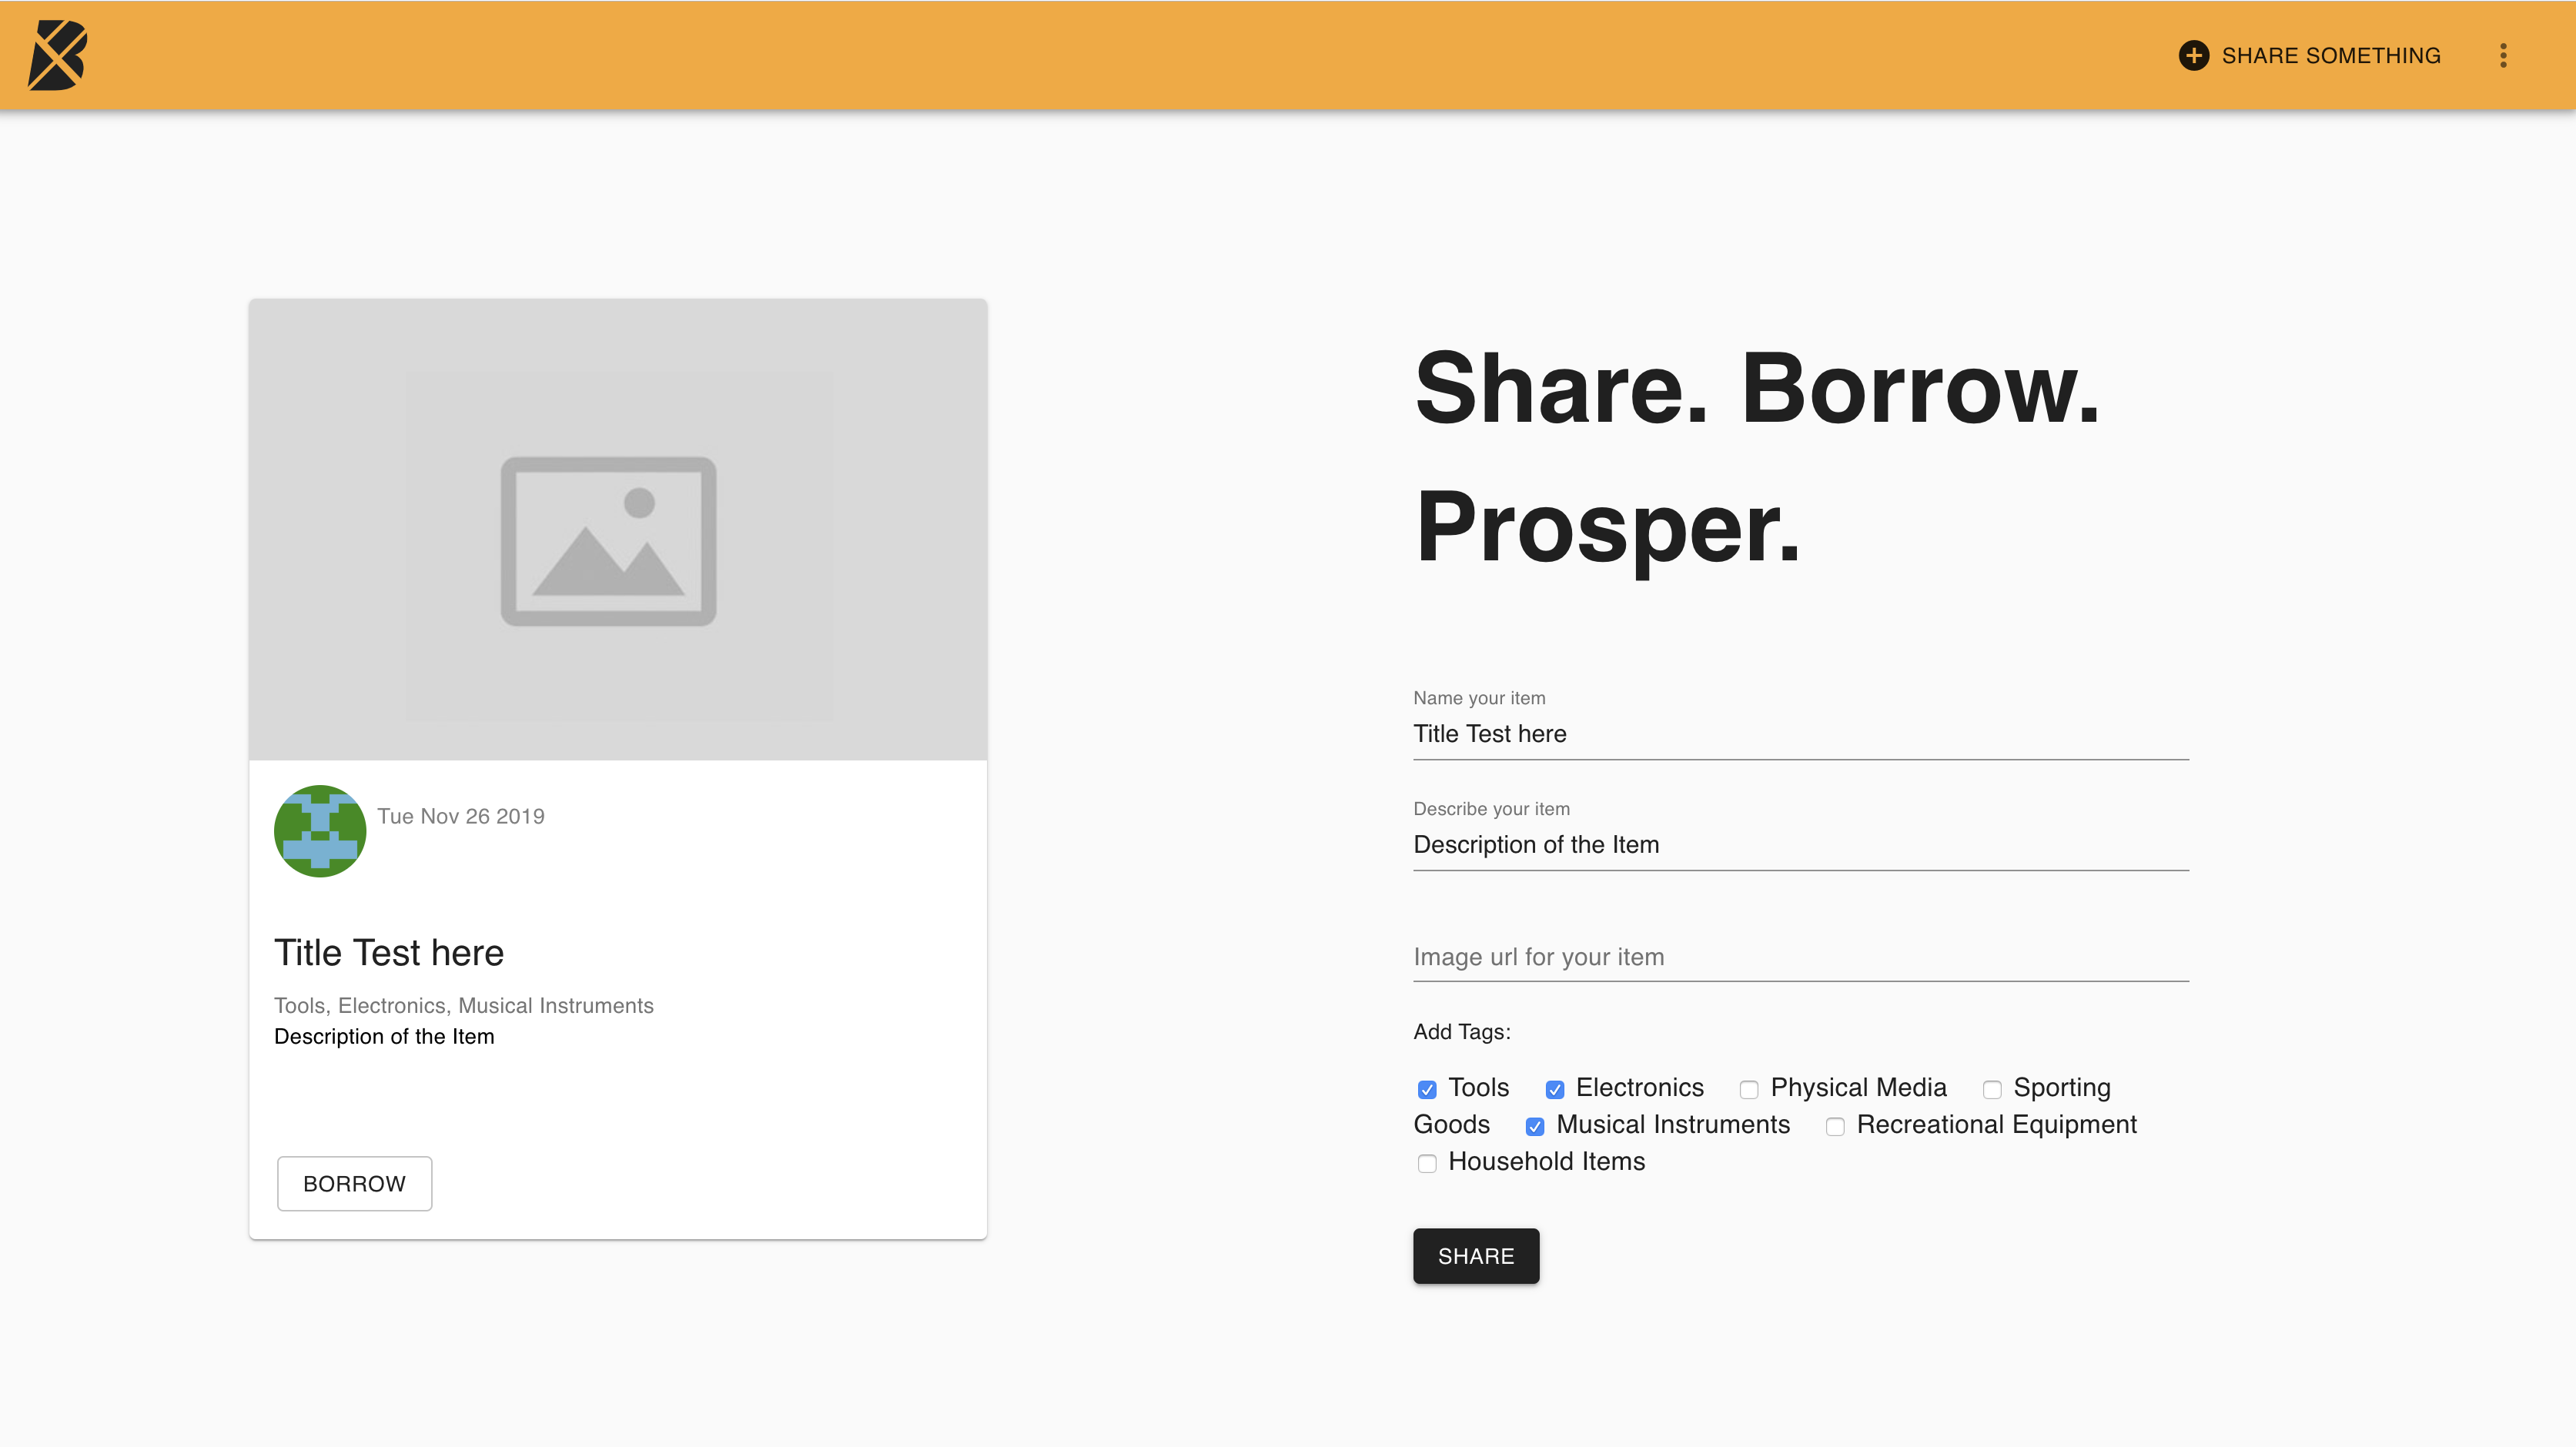 SHARE SOMETHING
Tue Nov 26 2019
Title Test here
Tools, Electronics, Musical Instruments
Description of the Item
BORROW
Share. Borrow.
Prosper.
Name your item
Title Test here
Describe your item
Description of the Item
Image url for your item
Add Tags:
Tools Electronics Physical Media Sporting
Goods Musical Instruments Recreational Equipment
Household Items
SHARE